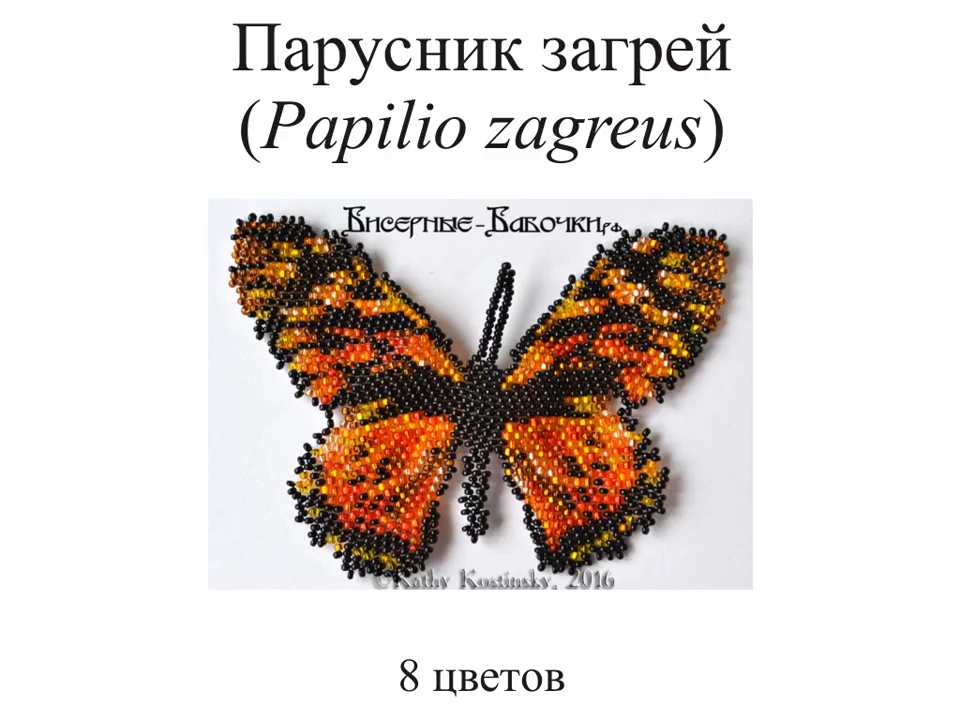 Парусник загрей
(Papilio zagreus)
Бисерные-Бабочки.рф
©Kathy Kostinsky, 2016
8 цветов